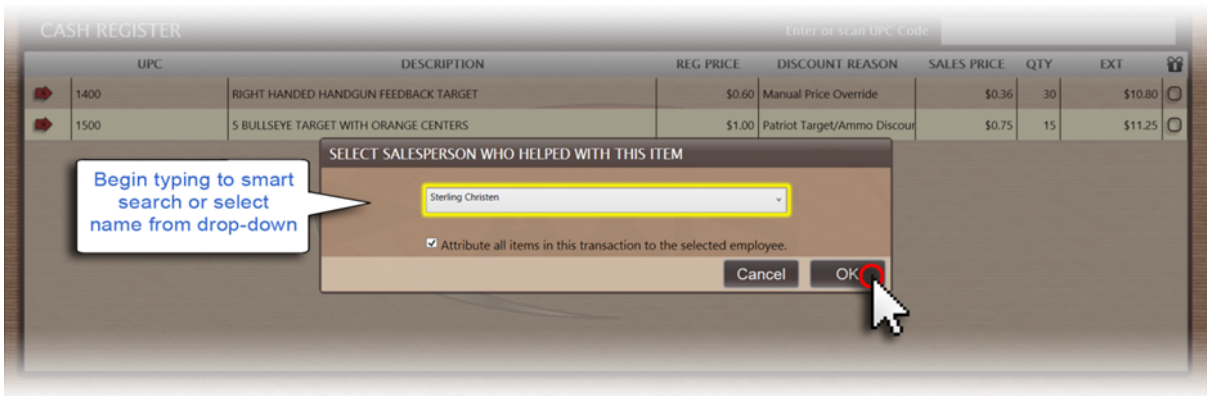 CASH REGISTER Enter or scan UPC Code
UPC DESCRIPTION REG PRICE DISCOUNT REASON SALES PRICE QTY EXT
1400 RIGHT HANDED HANDGUN FEEDBACK TARGET $0.60 Manual Price Override $0.36 30 $10.80
1500 5 BULLSEYE TARGET WITH ORANGE CENTERS $1.00 Patriot Target/Ammo Discour $0.75 15 $11.25
SELECT SALESPERSON WHO HELPED WITH THIS ITEM
Begin typing to smart
search or select
name from drop-down
Sterling Christen
Attribute all items in this transaction to the selected employee.
Cancel OK